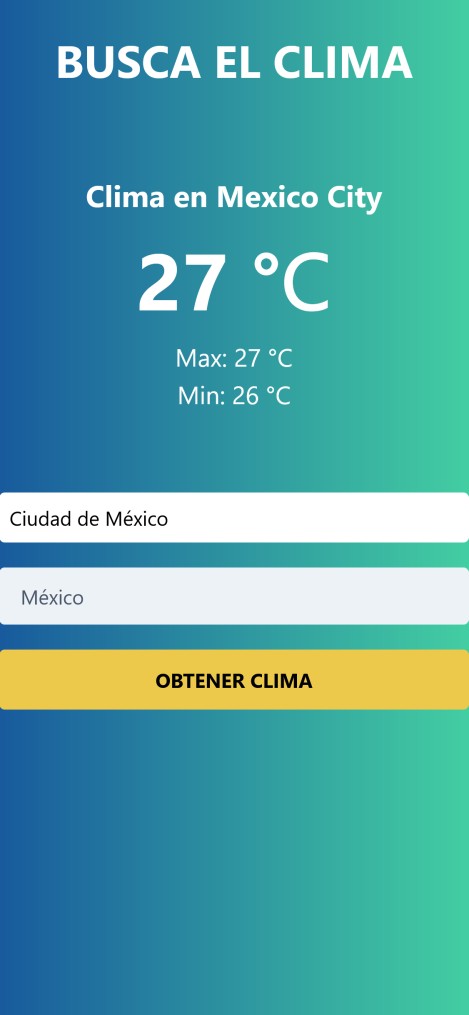 BUSCA EL CLIMA
Clima en Mexico City
27 °C
Max: 27 °C
Min: 26 °C
Ciudad de México
México
OBTENER CLIMA